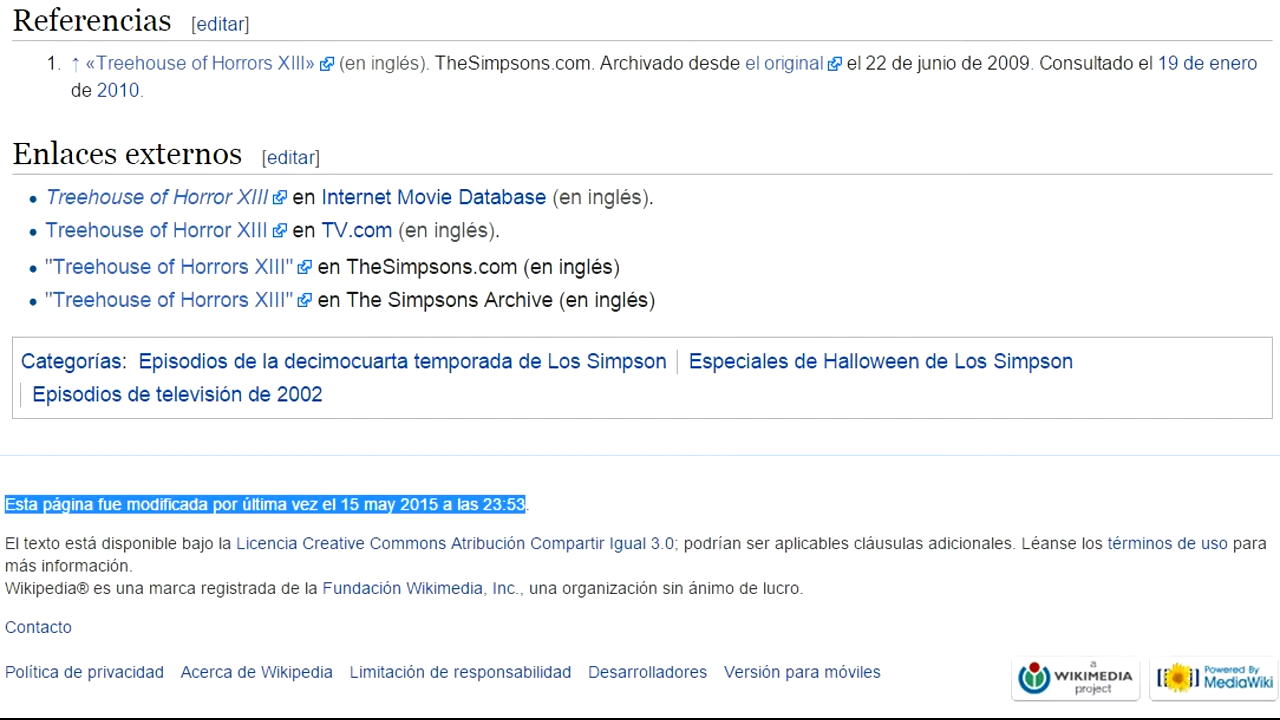 Referencias [editar]
1. ↑ «Treehouse of Horrors XIII» (en inglés). TheSimpsons.com. Archivado desde el original el 22 de junio de 2009. Consultado el 19 de enero
de 2010.
Enlaces externos [editar]
• Treehouse of Horror XIII en Internet Movie Database (en inglés).
• Treehouse of Horror XIII en TV.com (en inglés).
• "Treehouse of Horrors XIII" en TheSimpsons.com (en inglés)
• "Treehouse of Horrors XIII" en The Simpsons Archive (en inglés)
Categorías: Episodios de la decimocuarta temporada de Los Simpson | Especiales de Halloween de Los Simpson
| Episodios de televisión de 2002
Esta página fue modificada por última vez el 15 may 2015 a las 23:53.
El texto está disponible bajo la Licencia Creative Commons Atribución Compartir Igual 3.0; podrían ser aplicables cláusulas adicionales. Léanse los términos de uso para
más información.
Wikipedia® es una marca registrada de la Fundación Wikimedia, Inc., una organización sin ánimo de lucro.
Contacto
Política de privacidad Acerca de Wikipedia Limitación de responsabilidad Desarrolladores Versión para móviles
a
WIKIMEDIA
project
Powered By
MediaWiki